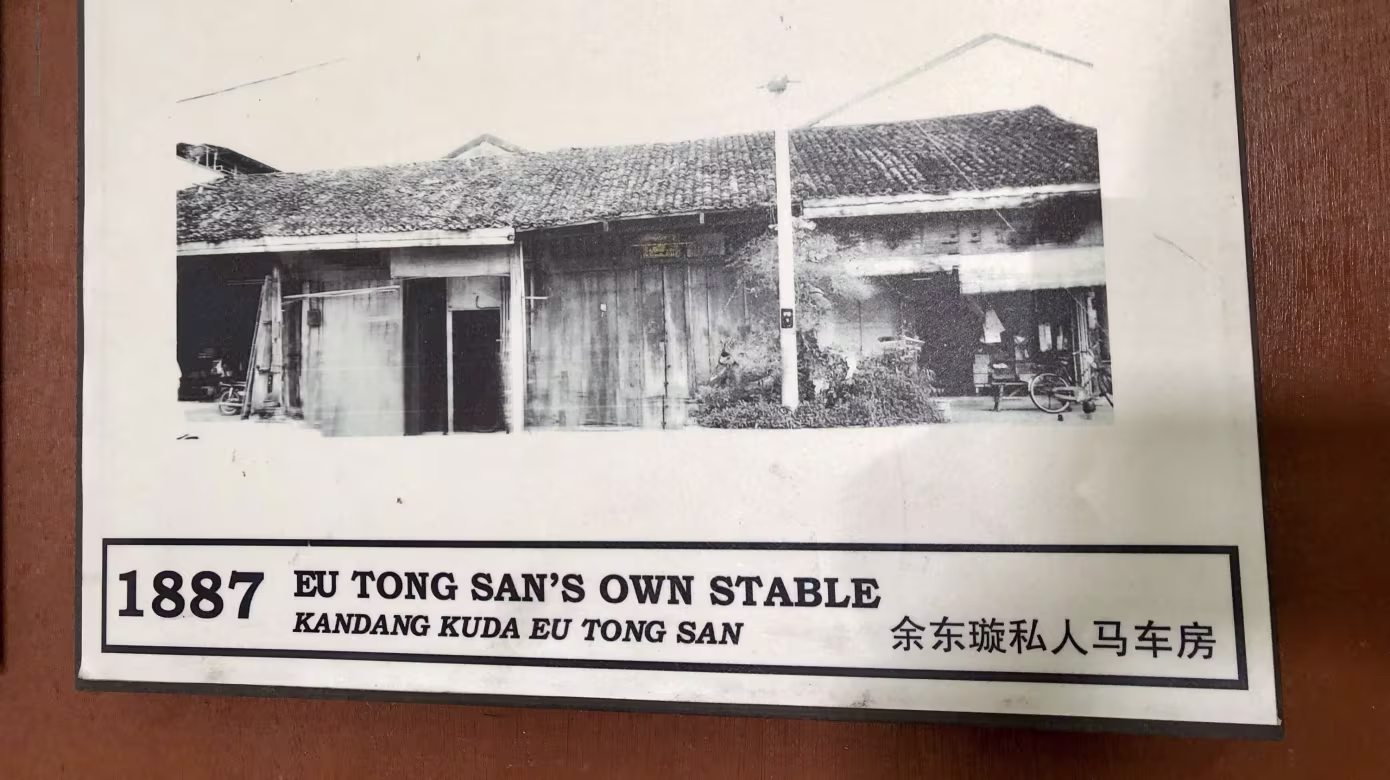 1887
EU TONG SAN'S OWN STABLE
KANDANG KUDA EU TONG SAN
余东璇私人马车房